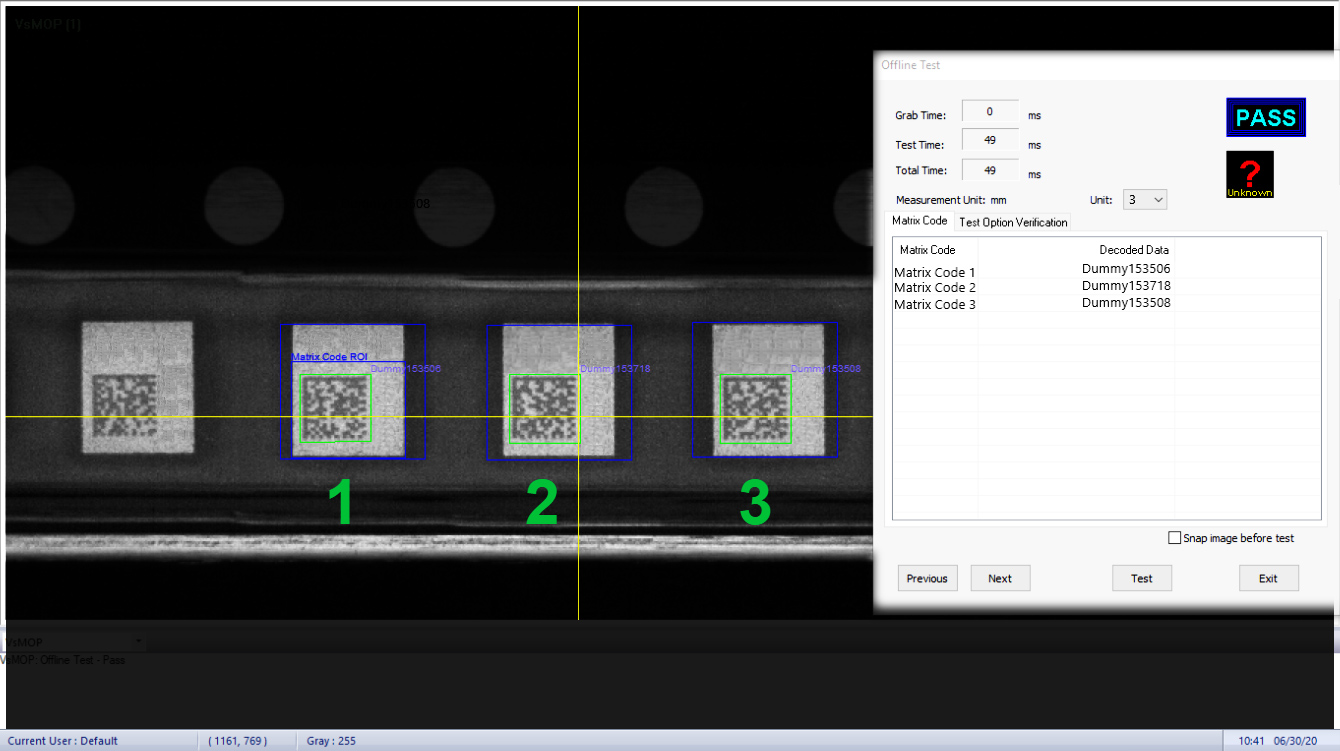 VsMOP [1]
Offline Test
Grab Time: 0 ms
PASS
Test Time: 49 ms
Total Time: 49 ms
?
Unknown
Measurement Unit: mm
Unit: 3
08
Matrix Code Test Option Verification
Matrix Code Decoded Data
Matrix Code 1 Dummy153506
Matrix Code 2 Dummy153718
Matrix Code 3 Dummy153508
Matrix Code ROI
Dummy153506
Dummy153718
Dummy153508
1 2 3
Snap image before test
Previous Next Test Exit
VsMOP
VsMOP: Offline Test - Pass
Current User : Default ( 1161, 769 ) Gray : 255 10:41 06/30/20